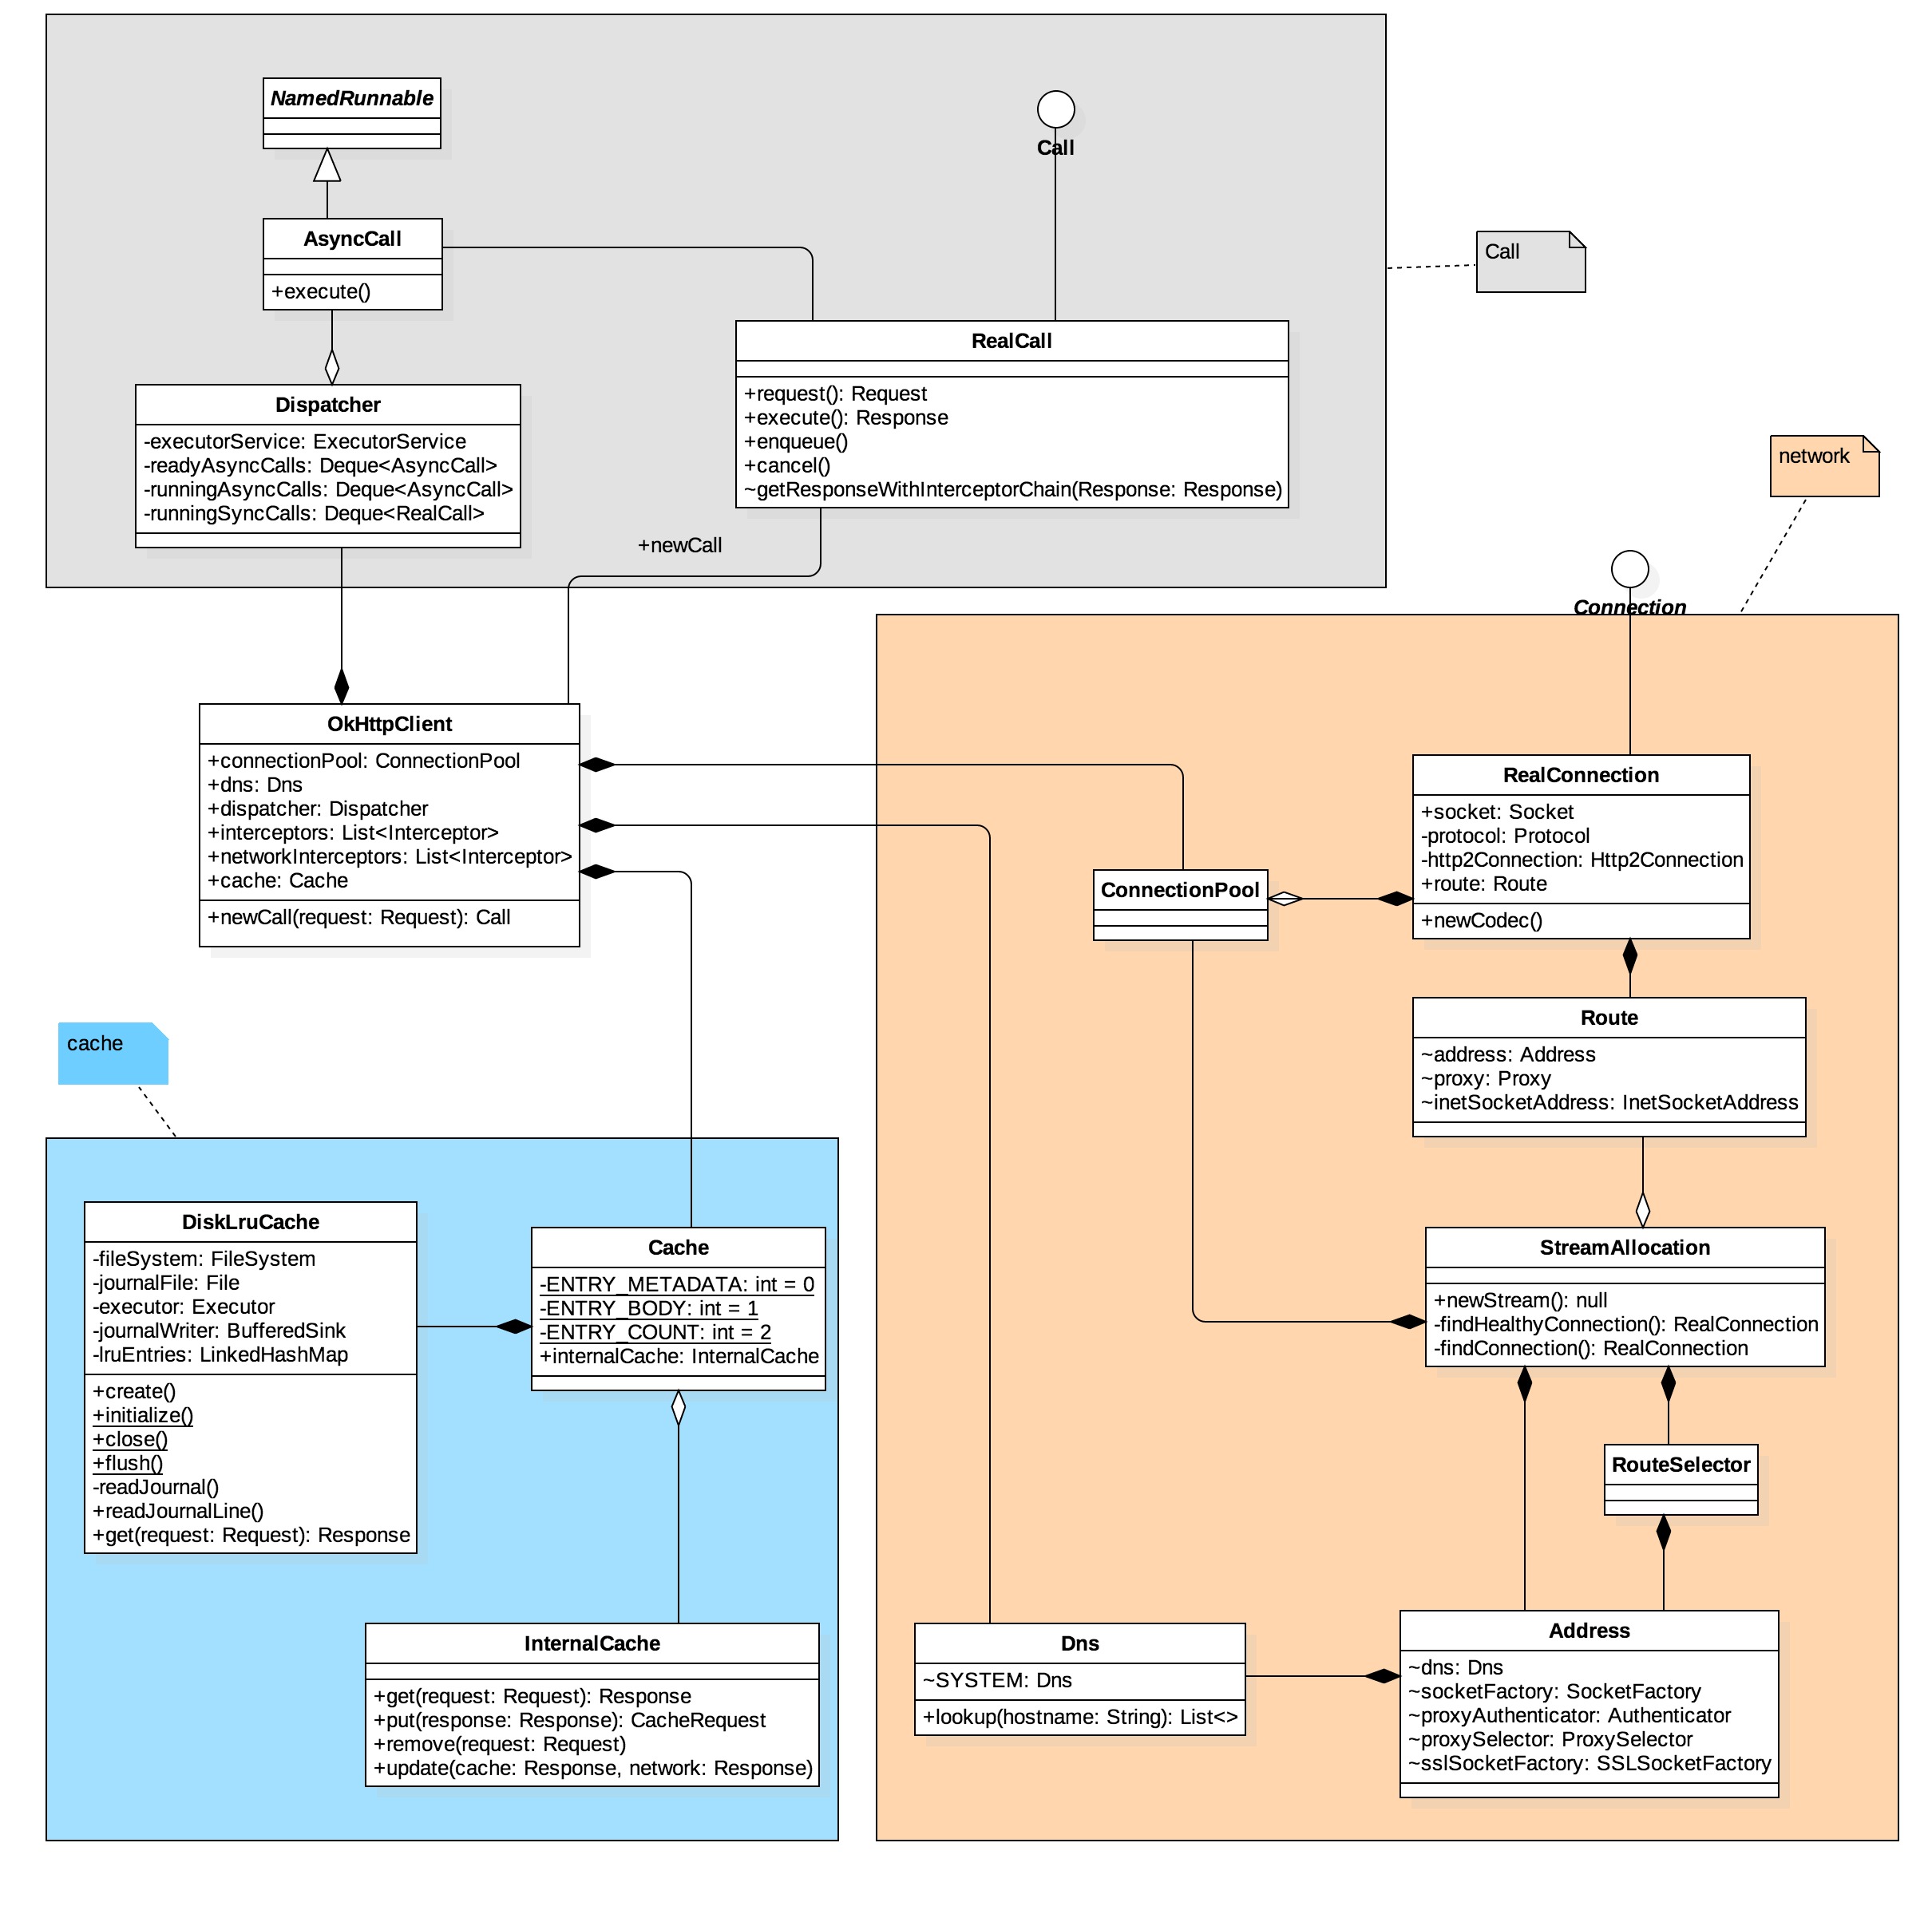 NamedRunnable
Call
AsyncCall
+execute()
Call
RealCall
+request(): Request
+execute(): Response
+enqueue()
+cancel()
~getResponseWithInterceptorChain(Response: Response)
Dispatcher
-executorService: ExecutorService
-readyAsyncCalls: Deque<AsyncCall>
-runningAsyncCalls: Deque<AsyncCall>
-runningSyncCalls: Deque<RealCall>
network
+newCall
Connection
OkHttpClient
+connectionPool: ConnectionPool
+dns: Dns
+dispatcher: Dispatcher
+interceptors: List<Interceptor>
+networkInterceptors: List<Interceptor>
+cache: Cache
+newCall(request: Request): Call
RealConnection
+socket: Socket
-protocol: Protocol
-http2Connection: Http2Connection
+route: Route
+newCodec()
ConnectionPool
Route
~address: Address
~proxy: Proxy
~inetSocketAddress: InetSocketAddress
cache
DiskLruCache
-fileSystem: FileSystem
-journalFile: File
-executor: Executor
-journalWriter: BufferedSink
-lruEntries: LinkedHashMap
+create()
+initialize()
+close()
+flush()
-readJournal()
+readJournalLine()
+get(request: Request): Response
Cache
-ENTRY_METADATA: int = 0
-ENTRY_BODY: int = 1
-ENTRY_COUNT: int = 2
+internalCache: InternalCache
StreamAllocation
+newStream(): null
-findHealthyConnection(): RealConnection
-findConnection(): RealConnection
RouteSelector
InternalCache
+get(request: Request): Response
+put(response: Response): CacheRequest
+remove(request: Request)
+update(cache: Response, network: Response)
Dns
~SYSTEM: Dns
+lookup(hostname: String): List<>
Address
~dns: Dns
~socketFactory: SocketFactory
~proxyAuthenticator: Authenticator
~proxySelector: ProxySelector
~sslSocketFactory: SSLSocketFactory